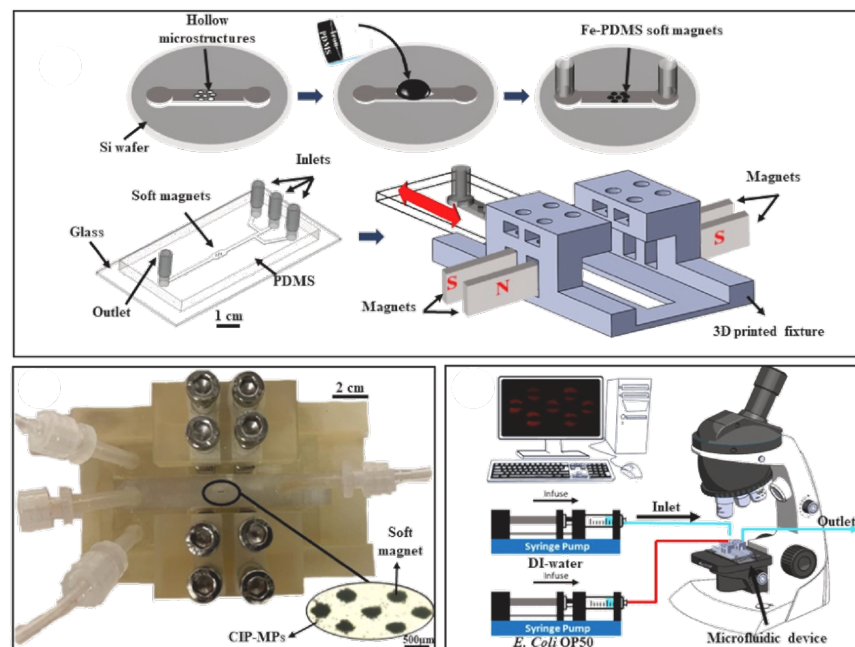 Hollow
microstructures
PDMS
Fe-PDMS soft magnets
Si wafer
Inlets
Soft magnets
Glass
PDMS
Outlet
1 cm
Magnets
S
S
N
Magnets
3D printed fixture
2 cm
Soft
magnet
CIP-MPs
500μm
Infuse
Inlet
Outlet
Syringe Pump
DI-water
Infuse
Syringe Pump
E. Coli OP50
Microfluidic device